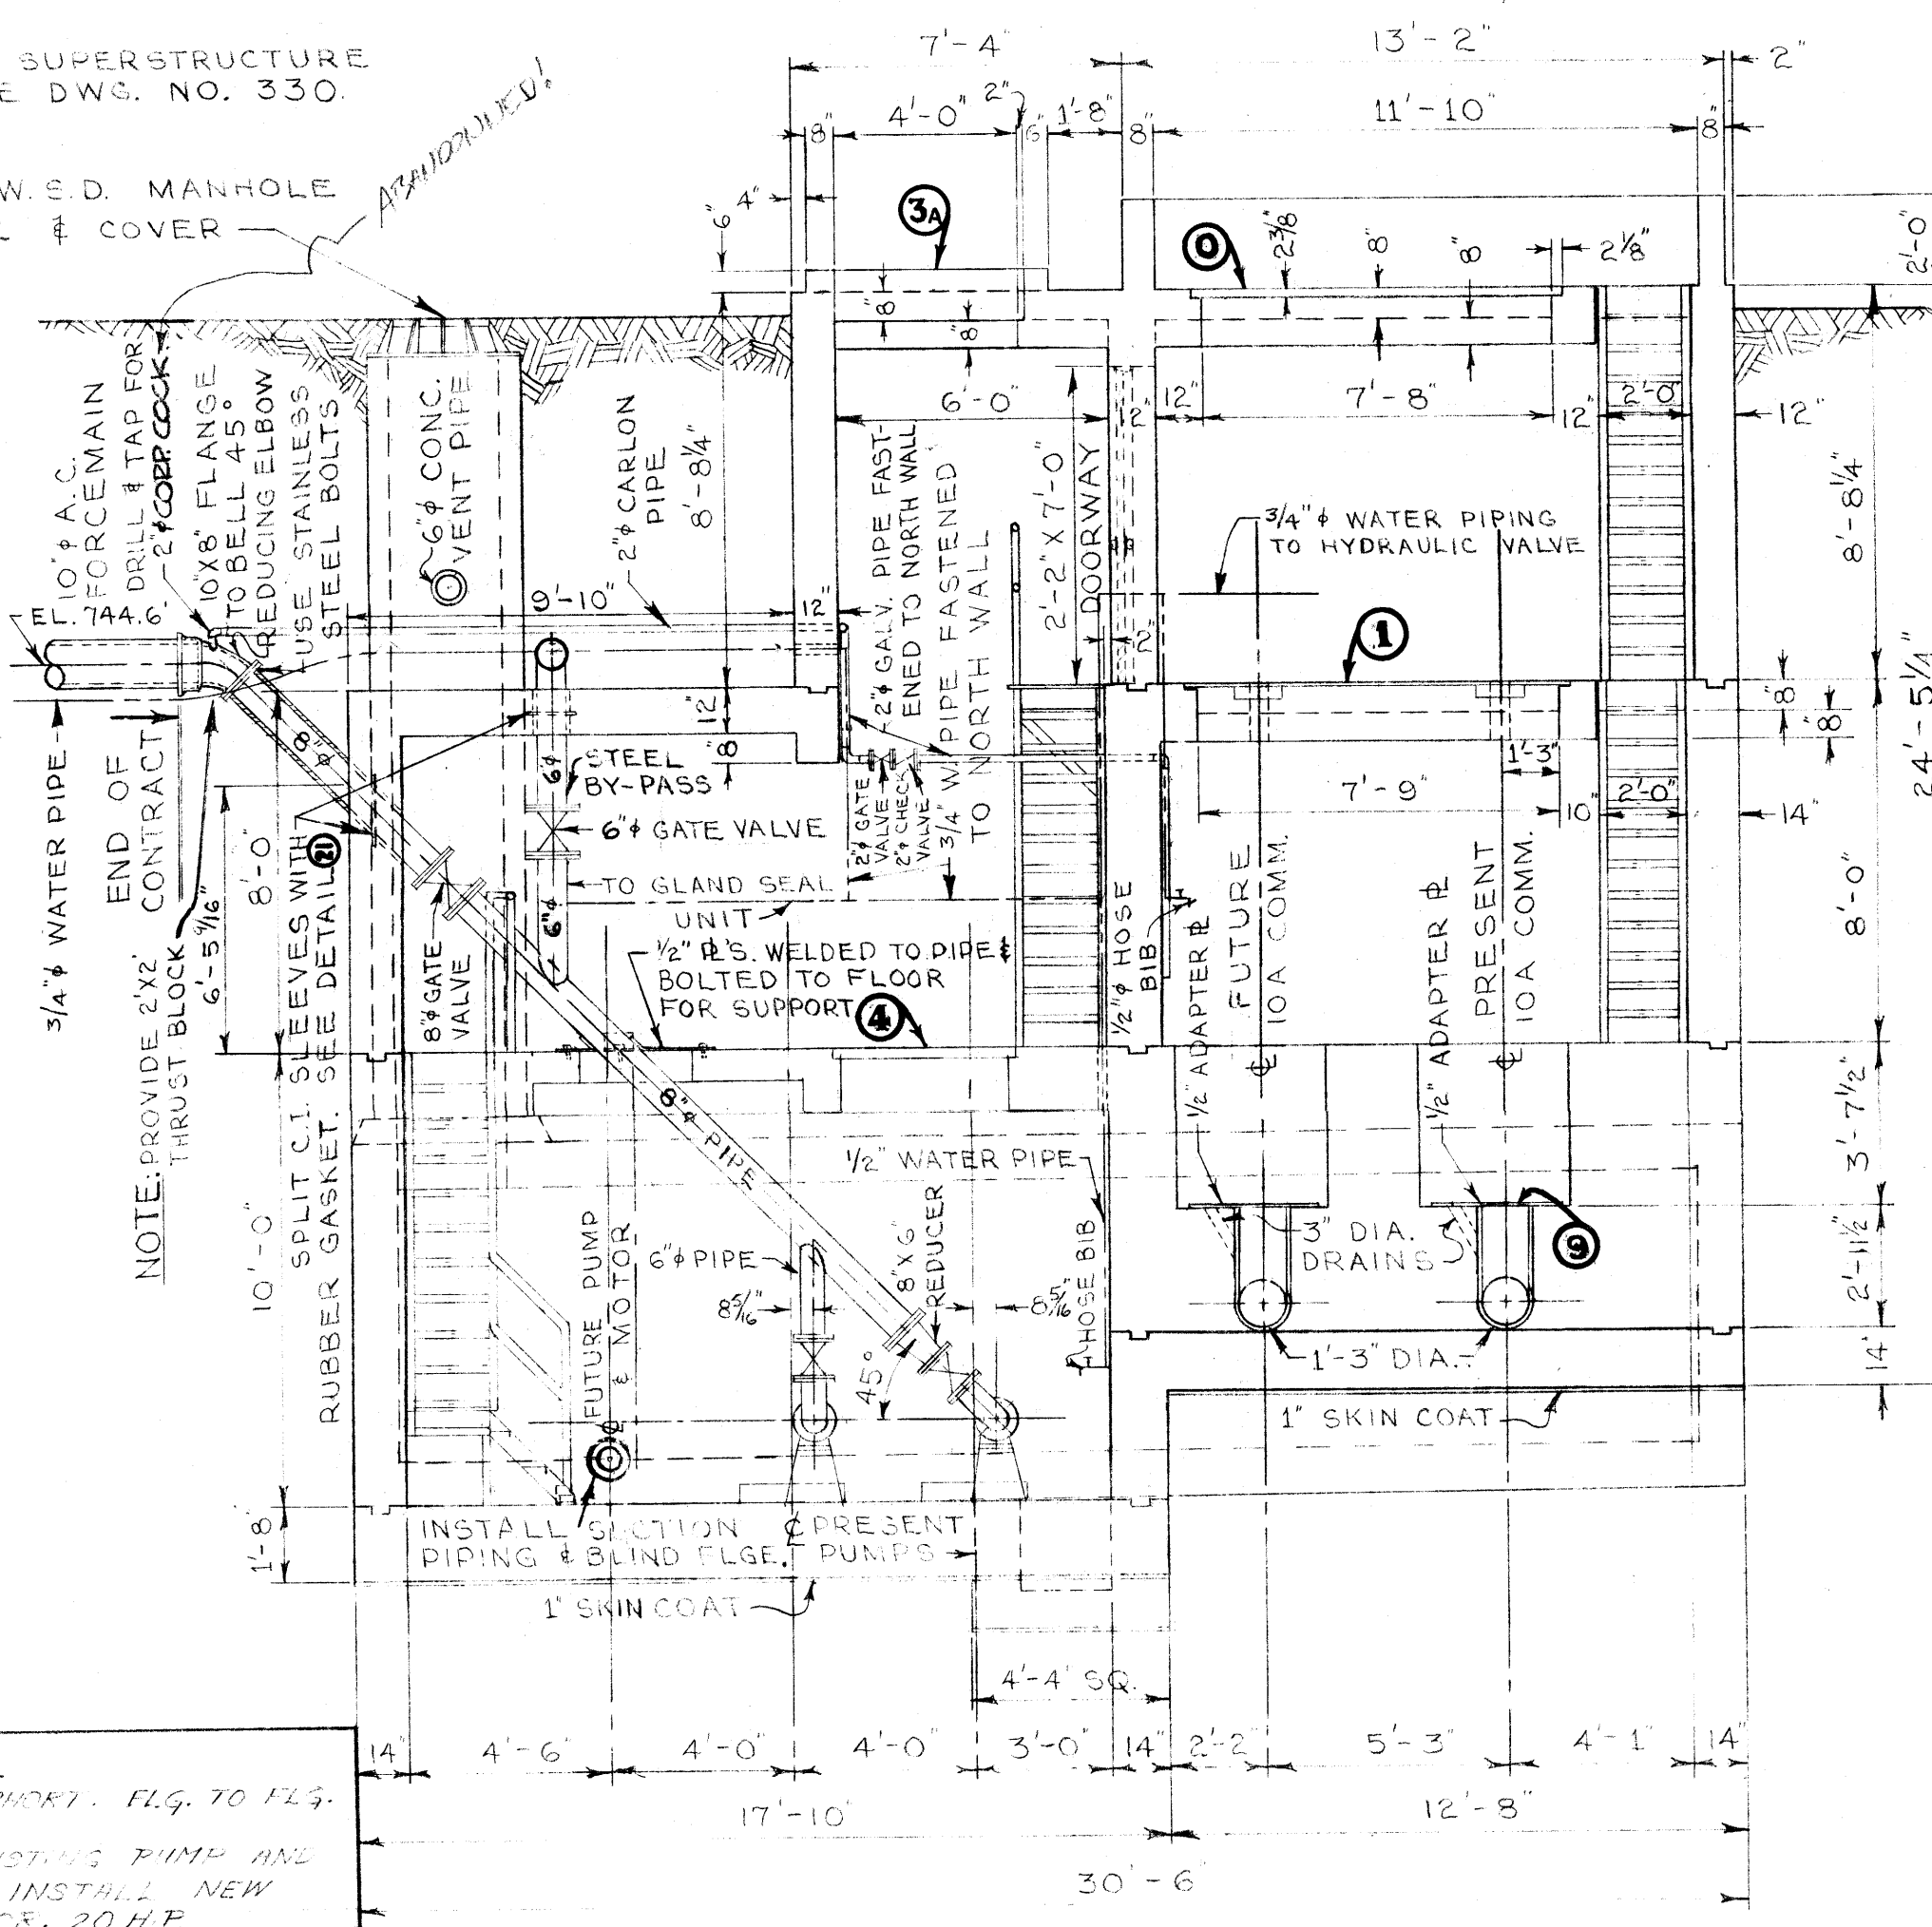 SUPERSTRUCTURE
DWG. NO. 330.
ABANDONNED!
W.S.D. MANHOLE
& COVER
7'-4"
13'-2"
2"
8"
4'-0"
2"
6"
1'-8"
8"
11'-10"
8"
4"
6"
3A
0
2 3/8"
8"
8"
2 1/8"
2'-0"
8"
8"
10"φ A.C.
FORCEMAIN
DRILL & TAP FOR
2"φ CORP. COCK
10"X8" FLANGE
TO BELL 45°
REDUCING ELBOW
USE STAINLESS
STEEL BOLTS
6"φ CONC.
VENT PIPE
2"φ CARLON
PIPE
8'-8¼"
6'-0"
12"
12"
7'-8"
12"
2'-0"
12"
2"φ GALV. PIPE FAST-
ENED TO NORTH WALL
3/4" W. PIPE FASTENED
TO NORTH WALL
2'-2" X 7'-0"
DOORWAY
3/4"φ WATER PIPING
TO HYDRAULIC VALVE
8'-8¼"
EL. 744.6'
9'-10"
12"
2"
1
24'-5¼"
3/4"φ WATER PIPE
END OF
CONTRACT
8"φ
12"
8"
6φ
STEEL
BY-PASS
6"φ GATE VALVE
2"φ GATE
VALVE
2"φ CHECK
VALVE
7'-9"
1'-3"
10"
2'-0"
14"
8"
8"
NOTE: PROVIDE 2'X2'
THRUST BLOCK
6'-5 9/16"
8'-0"
SPLIT C.I. SLEEVES WITH
RUBBER GASKET. SEE DETAIL
21
8"φ GATE
VALVE
6"φ
TO GLAND SEAL
UNIT
½" PL'S. WELDED TO PIPE &
BOLTED TO FLOOR
FOR SUPPORT
4
½"φ HOSE
BIB
½" ADAPTER PL
FUTURE
10A COMM.
½" ADAPTER PL
PRESENT
10A COMM.
8'-0"
3'-7½"
8"φ PIPE
½" WATER PIPE
HOSE BIB
10'-0"
FUTURE PUMP
& MOTOR
6"φ PIPE
8 5/16"
8"X6"
REDUCER
8 5/16"
45°
3" DIA.
DRAINS
9
2'-11½"
1'-3" DIA.
14"
1" SKIN COAT
1'-8"
INSTALL SECTION
PIPING & BLIND FLGE.
℄ PRESENT
PUMPS
1" SKIN COAT
4'-4" SQ.
14"
4'-6"
4'-0"
4'-0"
3'-0"
14"
2'-2"
5'-3"
4'-1"
14"
17'-10"
12'-8"
30'-6"
SHORT. FLG. TO FLG.
PUMP AND
INSTALL NEW
20 H.P.